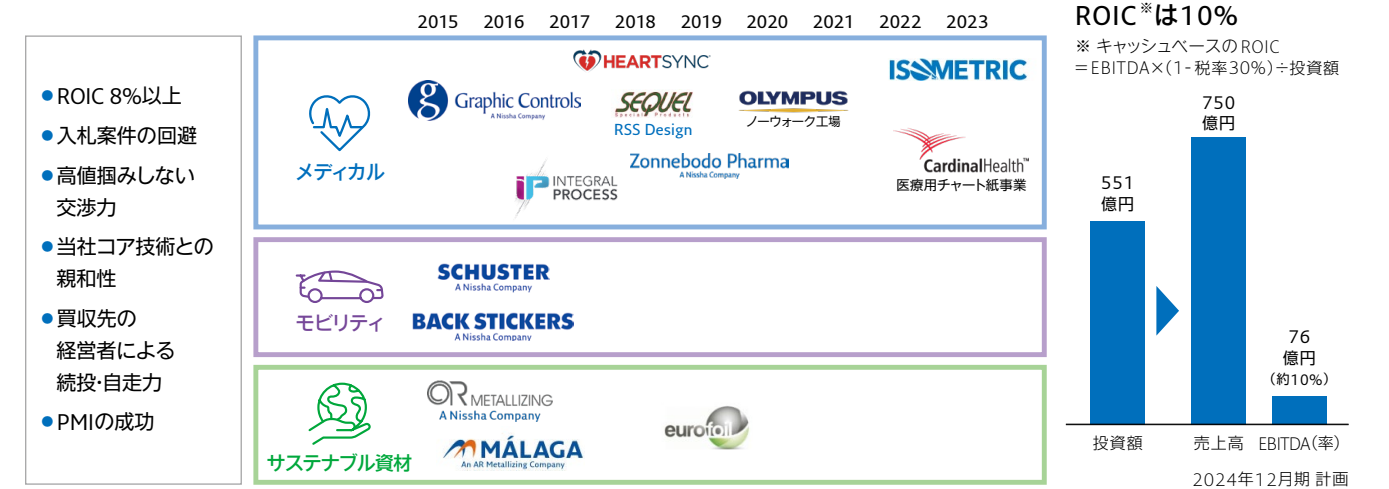 ● ROIC 8%以上
● 入札案件の回避
● 高値掴みしない
交渉力
● 当社コア技術との
親和性
● 買収先の
経営者による
続投・自走力
● PMIの成功
2015 2016 2017 2018 2019 2020 2021 2022 2023
メディカル
HEARTSYNC
ISOMETRIC
g Graphic Controls
A Nissha Company
SEQUEL
Special Products
RSS Design
OLYMPUS
ノーウォーク工場
Zonnebodo Pharma
A Nissha Company
CardinalHealth™
医療用チャート紙事業
iP INTEGRAL
PROCESS
モビリティ
SCHUSTER
A Nissha Company
BACK STICKERS
A Nissha Company
サステナブル資材
AR METALLIZING
A Nissha Company
MÁLAGA
An AR Metallizing Company
eurofoil
ROIC※は10%
※ キャッシュベースのROIC
=EBITDA×(1-税率30%)÷投資額
551
億円
750
億円
76
億円
(約10%)
投資額 売上高 EBITDA(率)
2024年12月期 計画